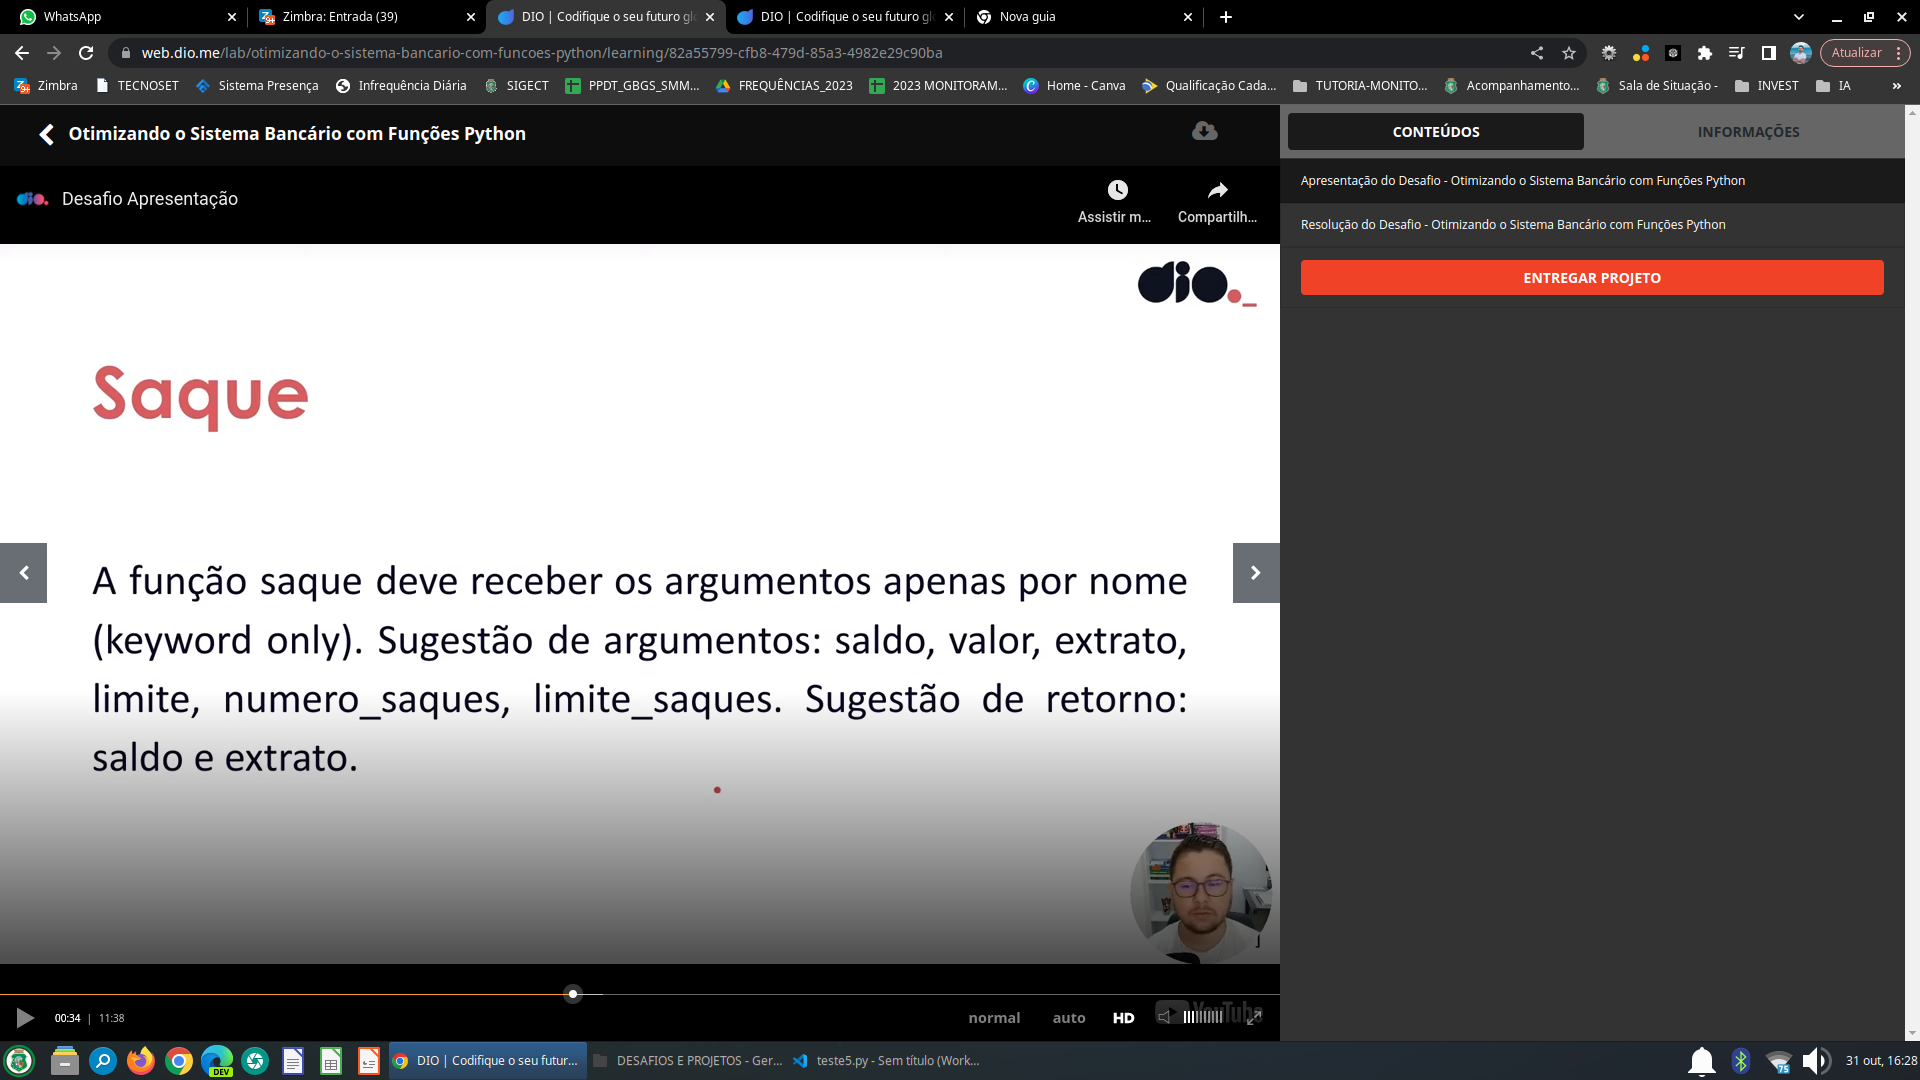 WhatsApp
Zimbra: Entrada (39)
DIO | Codifique o seu futuro gl
DIO | Codifique o seu futuro gl
Nova guia
web.dio.me/lab/otimizando-o-sistema-bancario-com-funcoes-python/learning/82a55799-cfb8-479d-85a3-4982e29c90ba
Atualizar
Zimbra
TECNOSET
Sistema Presença
Infrequência Diária
SIGECT
PPDT_GBGS_SMM...
FREQUÊNCIAS_2023
2023 MONITORAM...
Home - Canva
Qualificação Cada...
TUTORIA-MONITO...
Acompanhamento...
Sala de Situação -
INVEST
IA
»
Otimizando o Sistema Bancário com Funções Python
CONTEÚDOS
INFORMAÇÕES
Apresentação do Desafio - Otimizando o Sistema Bancário com Funções Python
Resolução do Desafio - Otimizando o Sistema Bancário com Funções Python
ENTREGAR PROJETO
dio.
Desafio Apresentação
Assistir m...
Compartilh...
dio._
Saque
A função saque deve receber os argumentos apenas por nome
(keyword only). Sugestão de argumentos: saldo, valor, extrato,
limite, numero_saques, limite_saques. Sugestão de retorno:
saldo e extrato.
00:34 | 11:38
normal
auto
HD
YouTube
DEV
DIO | Codifique o seu futur...
DESAFIOS E PROJETOS - Ger...
teste5.py - Sem título (Work...
75
31 out, 16:28